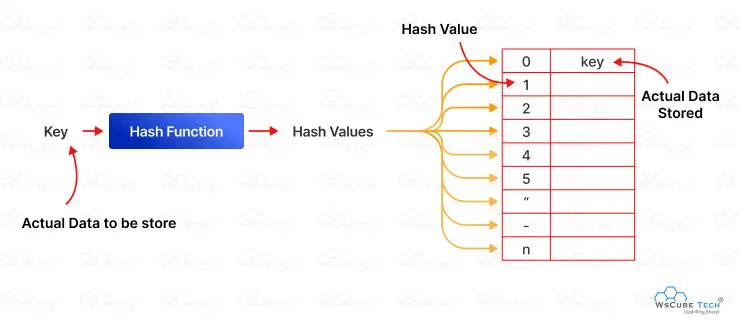 Hash Value
0 key
1
Actual Data
Stored
2
Key
Hash Function
Hash Values
3
4
5
Actual Data to be store
“
-
n
WsCube Tech®
Upskilling Bharat